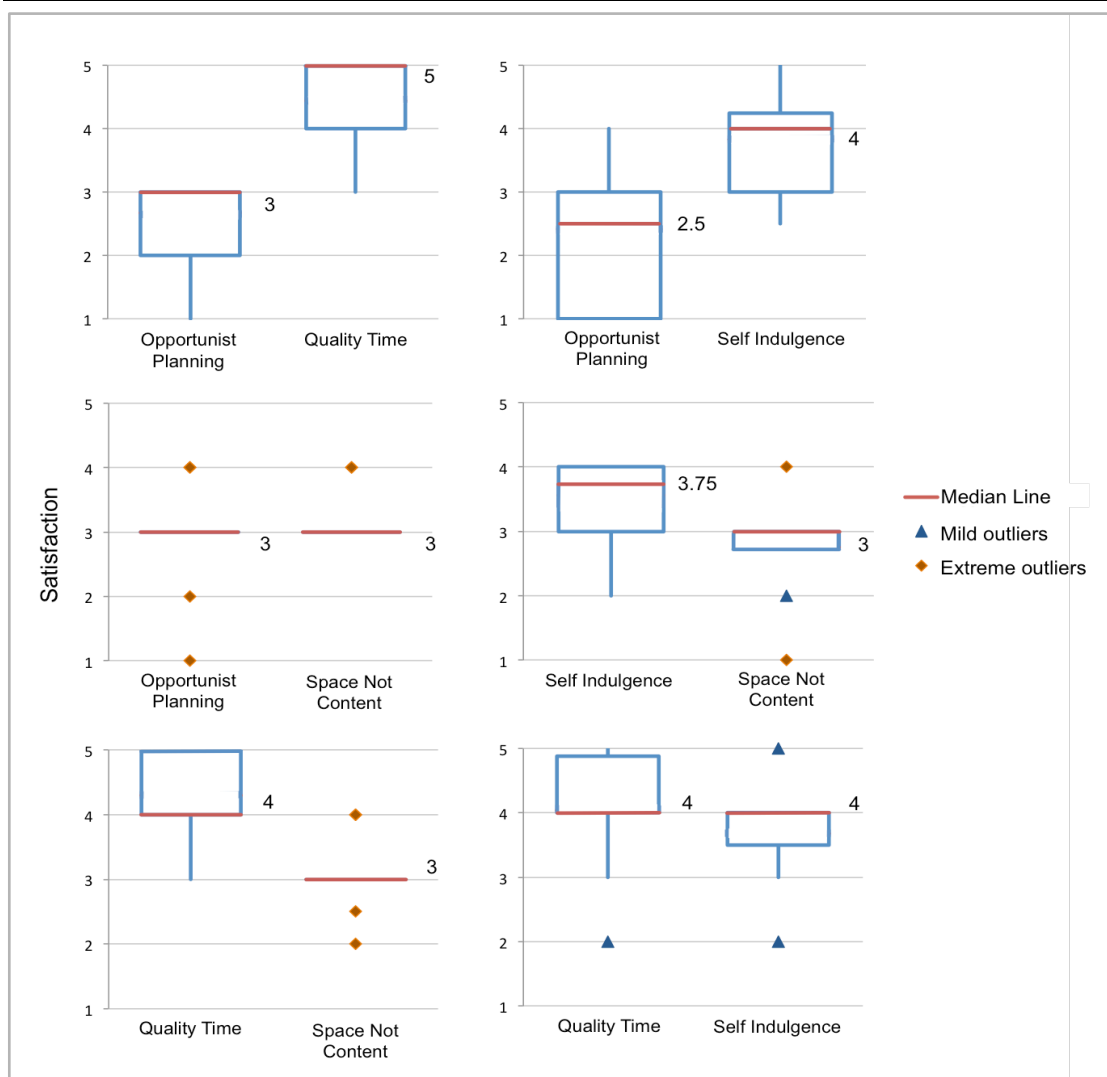 5
4
3
2
1
5
3
Opportunist
Planning
Quality Time
5
4
3
2
1
4
2.5
Opportunist
Planning
Self Indulgence
Satisfaction
5
4
3
2
1
3
3
Opportunist
Planning
Space Not
Content
5
4
3
2
1
3.75
3
Self Indulgence
Space Not
Content
Median Line
Mild outliers
Extreme outliers
5
4
3
2
1
4
3
Quality Time
Space Not
Content
5
4
3
2
1
4
4
Quality Time
Self Indulgence